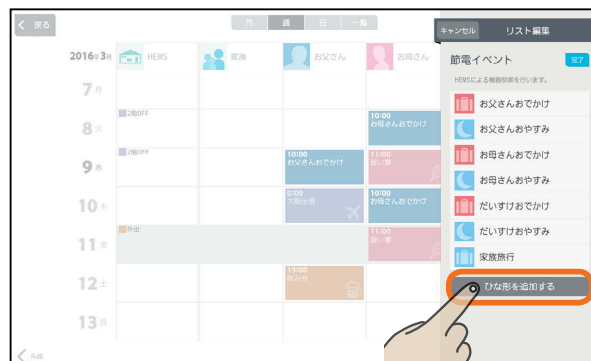 戻る
月 週 日 一覧
キャンセル リスト編集
2016年3月 HEMS 家族 お父さん お母さん
節電イベント 完了
HEMSによる機器制御を行います。
7 月
8 火
2階OFF
10:00
お母さんおでかけ
9 水
2階OFF
10:00
お父さんおでかけ
11:00
習い事
10 木
9:00
大阪出張
10:00
お母さんおでかけ
11 金
外出
11:00
習い事
12 土
19:00
飲み会
13 日
先週
お父さんおでかけ
お父さんおやすみ
お母さんおでかけ
お母さんおやすみ
だいすけおでかけ
だいすけおやすみ
家族旅行
ひな形を追加する